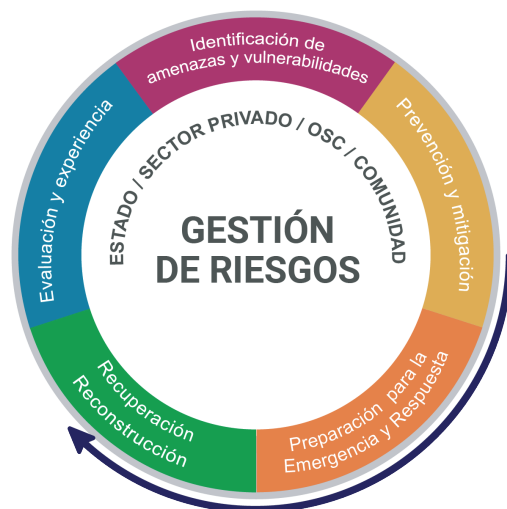 Identificación de
amenazas y vulnerabilidades
Prevención y mitigación
Preparación para la
Emergencia y Respuesta
Recuperación
Reconstrucción
Evaluación y experiencia
ESTADO / SECTOR PRIVADO / OSC / COMUNIDAD
GESTIÓN
DE RIESGOS